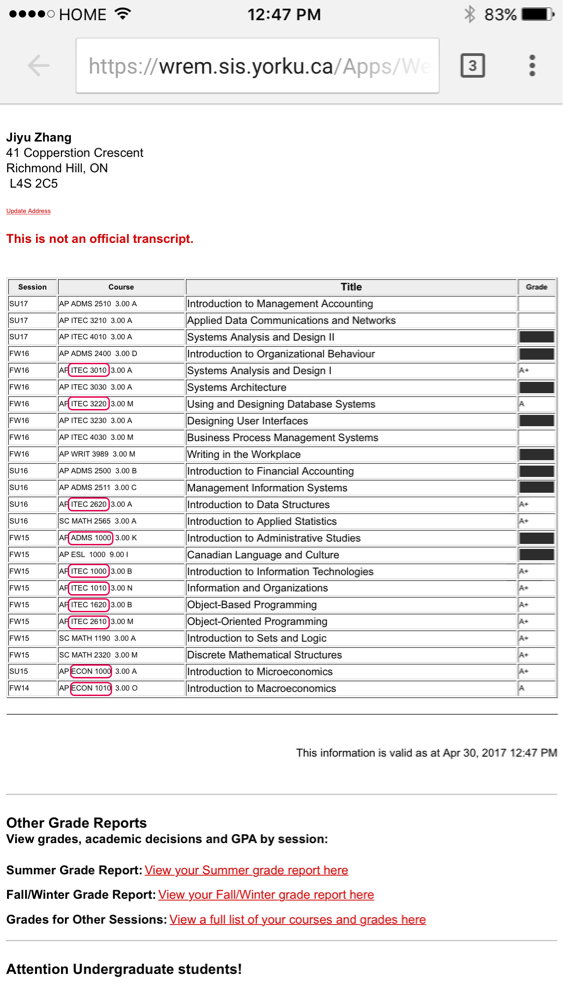 HOME 12:47 PM 83%
https://wrem.sis.yorku.ca/Apps/We 3
Jiyu Zhang
41 Copperstion Crescent
Richmond Hill, ON
L4S 2C5
Update Address
This is not an official transcript.
Session Course Title Grade
SU17 AP ADMS 2510 3.00 A Introduction to Management Accounting
SU17 AP ITEC 3210 3.00 A Applied Data Communications and Networks
SU17 AP ITEC 4010 3.00 A Systems Analysis and Design II
FW16 AP ADMS 2400 3.00 D Introduction to Organizational Behaviour
FW16 AP ITEC 3010 3.00 A Systems Analysis and Design I A+
FW16 AP ITEC 3030 3.00 A Systems Architecture
FW16 AP ITEC 3220 3.00 M Using and Designing Database Systems A
FW16 AP ITEC 3230 3.00 A Designing User Interfaces
FW16 AP ITEC 4030 3.00 M Business Process Management Systems
FW16 AP WRIT 3989 3.00 M Writing in the Workplace
SU16 AP ADMS 2500 3.00 B Introduction to Financial Accounting
SU16 AP ADMS 2511 3.00 C Management Information Systems
SU16 AP ITEC 2620 3.00 A Introduction to Data Structures A+
SU16 SC MATH 2565 3.00 A Introduction to Applied Statistics A+
FW15 AP ADMS 1000 3.00 K Introduction to Administrative Studies
FW15 AP ESL 1000 9.00 I Canadian Language and Culture
FW15 AP ITEC 1000 3.00 B Introduction to Information Technologies A+
FW15 AP ITEC 1010 3.00 N Information and Organizations A+
FW15 AP ITEC 1620 3.00 B Object-Based Programming A+
FW15 AP ITEC 2610 3.00 M Object-Oriented Programming A+
FW15 SC MATH 1190 3.00 A Introduction to Sets and Logic A+
FW15 SC MATH 2320 3.00 M Discrete Mathematical Structures A+
SU15 AP ECON 1000 3.00 A Introduction to Microeconomics A+
FW14 AP ECON 1010 3.00 O Introduction to Macroeconomics A
This information is valid as at Apr 30, 2017 12:47 PM
Other Grade Reports
View grades, academic decisions and GPA by session:
Summer Grade Report: View your Summer grade report here
Fall/Winter Grade Report: View your Fall/Winter grade report here
Grades for Other Sessions: View a full list of your courses and grades here
Attention Undergraduate students!